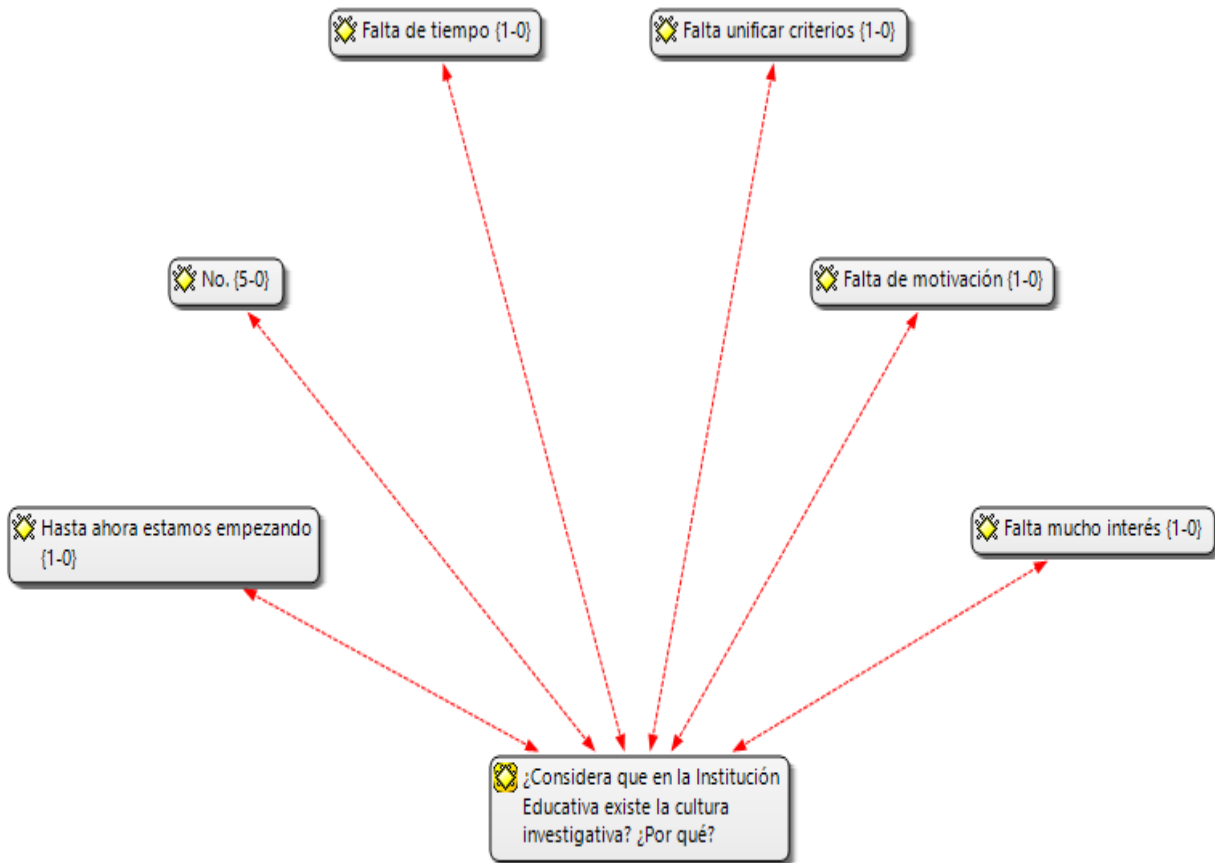 Falta de tiempo {1-0}
Falta unificar criterios {1-0}
No. {5-0}
Falta de motivación {1-0}
Hasta ahora estamos empezando
{1-0}
Falta mucho interés {1-0}
¿Considera que en la Institución
Educativa existe la cultura
investigativa? ¿Por qué?